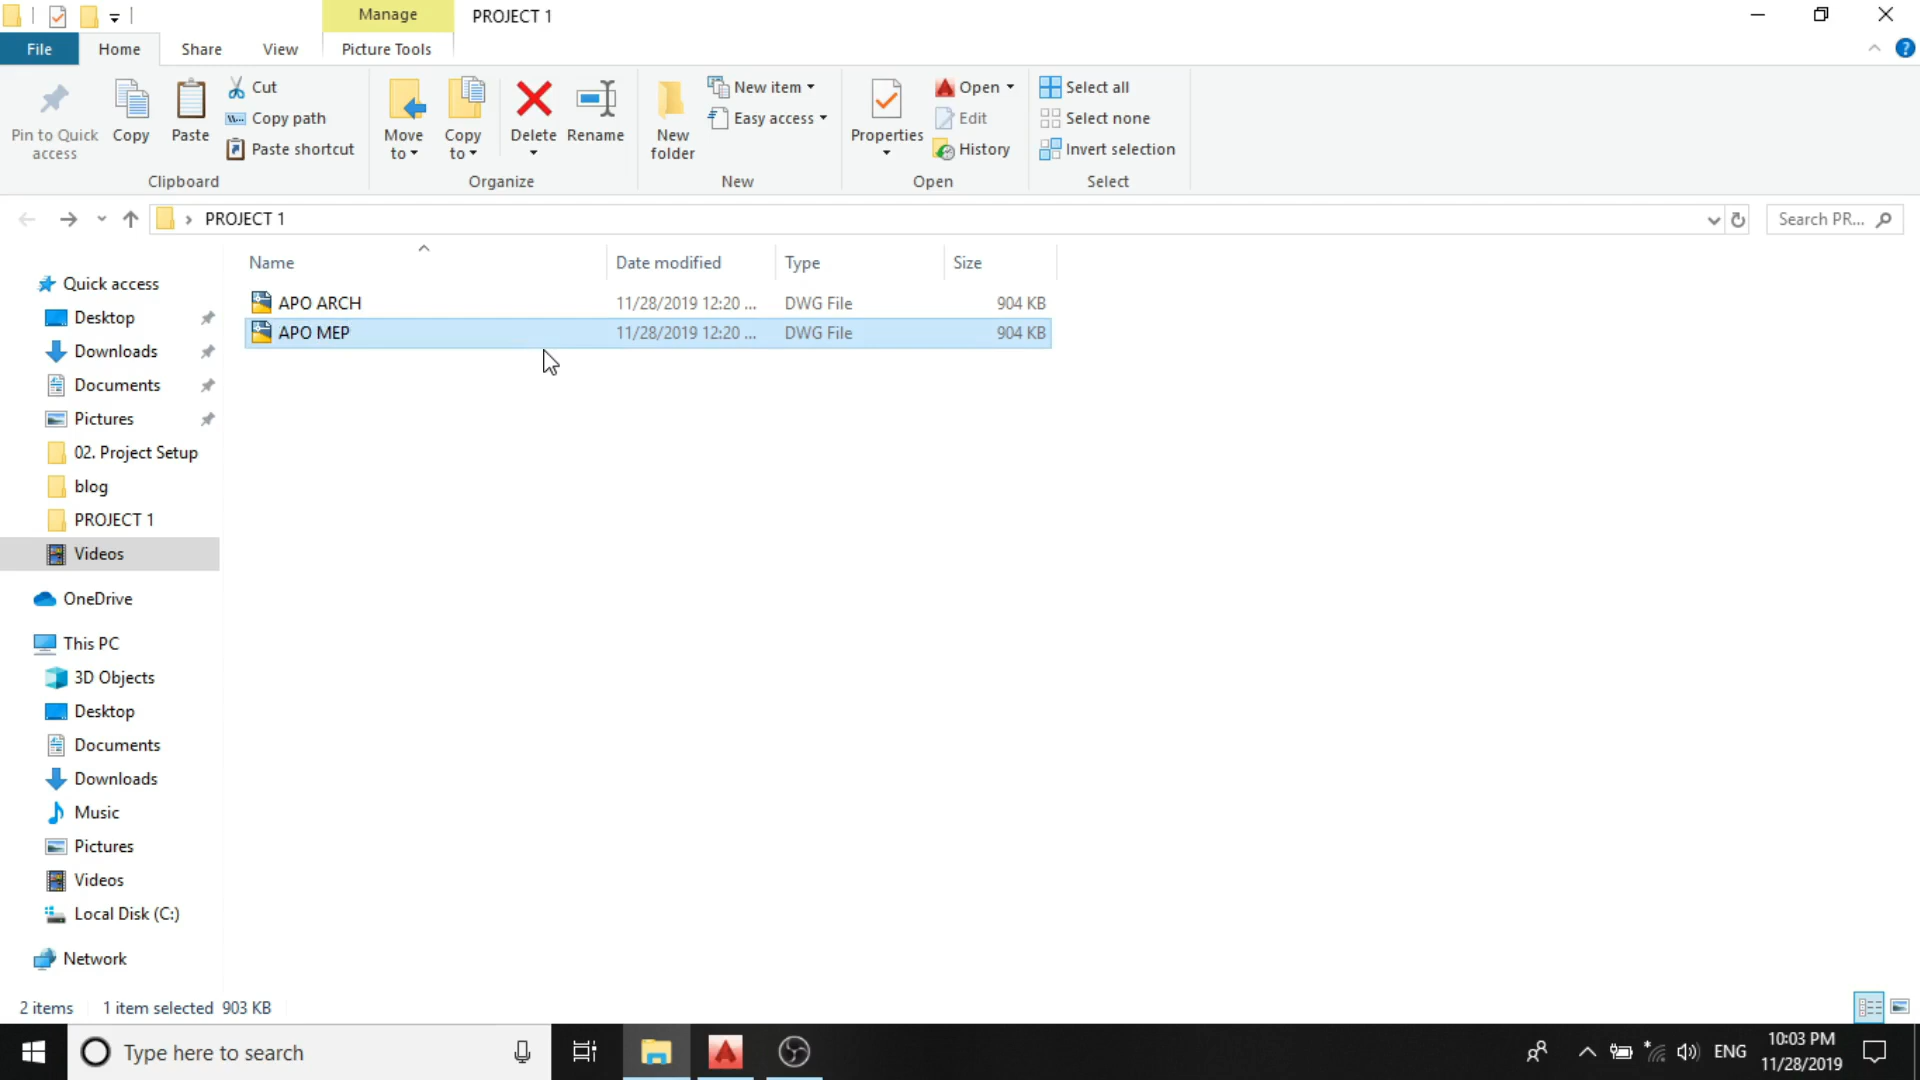 Manage
PROJECT 1
File
Home
Share
View
Picture Tools
Pin to Quick access
Copy
Paste
Cut
Copy path
Paste shortcut
Move to
Copy to
Delete
Rename
New folder
New item
Easy access
Properties
Open
Edit
History
Select all
Select none
Invert selection
Clipboard
Organize
New
Open
Select
PROJECT 1
Search PR...
Name
Date modified
Type
Size
APO ARCH 11/28/2019 12:20 ... DWG File 904 KB
APO MEP 11/28/2019 12:20 ... DWG File 904 KB
Quick access
Desktop
Downloads
Documents
Pictures
02. Project Setup
blog
PROJECT 1
Videos
OneDrive
This PC
3D Objects
Desktop
Documents
Downloads
Music
Pictures
Videos
Local Disk (C:)
Network
2 items 1 item selected 903 KB
Type here to search
ENG
10:03 PM
11/28/2019